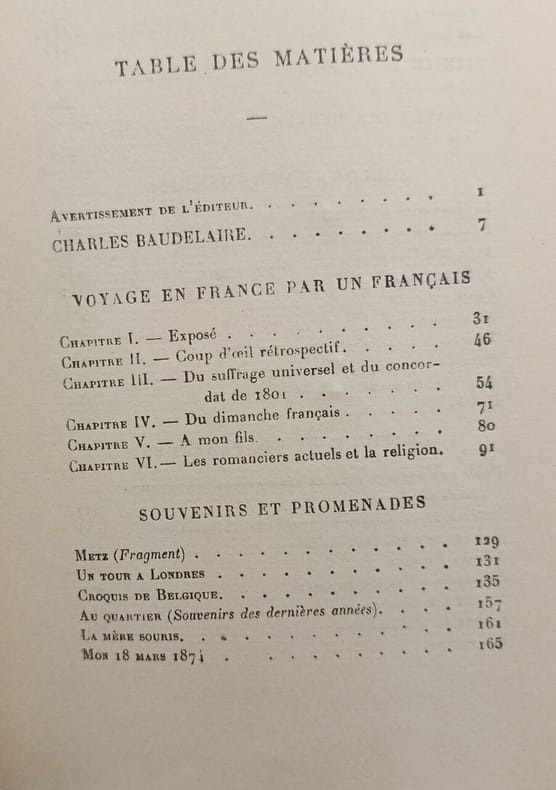 TABLE DES MATIÈRES
—
AVERTISSEMENT DE L'ÉDITEUR. . . . . . . . 1
CHARLES BAUDELAIRE. . . . . . . . . 7
VOYAGE EN FRANCE PAR UN FRANÇAIS
CHAPITRE I. — Exposé . . . . . . . . . . 31
CHAPITRE II. — Coup d'œil rétrospectif. . . . . 46
CHAPITRE III. — Du suffrage universel et du concor-
dat de 1801 . . . . . . . 54
CHAPITRE IV. — Du dimanche français . . . . . 71
CHAPITRE V. — A mon fils. . . . . . . . . 80
CHAPITRE VI. — Les romanciers actuels et la religion. 91
SOUVENIRS ET PROMENADES
METZ (Fragment) . . . . . . . . . . . 129
UN TOUR A LONDRES . . . . . . . . . . 131
CROQUIS DE BELGIQUE. . . . . . . . . . 135
AU QUARTIER (Souvenirs des dernières années). . . . 157
LA MÈRE SOURIS. . . . . . . . . . . . 161
MON 18 MARS 1871 . . . . . . . . . . 165